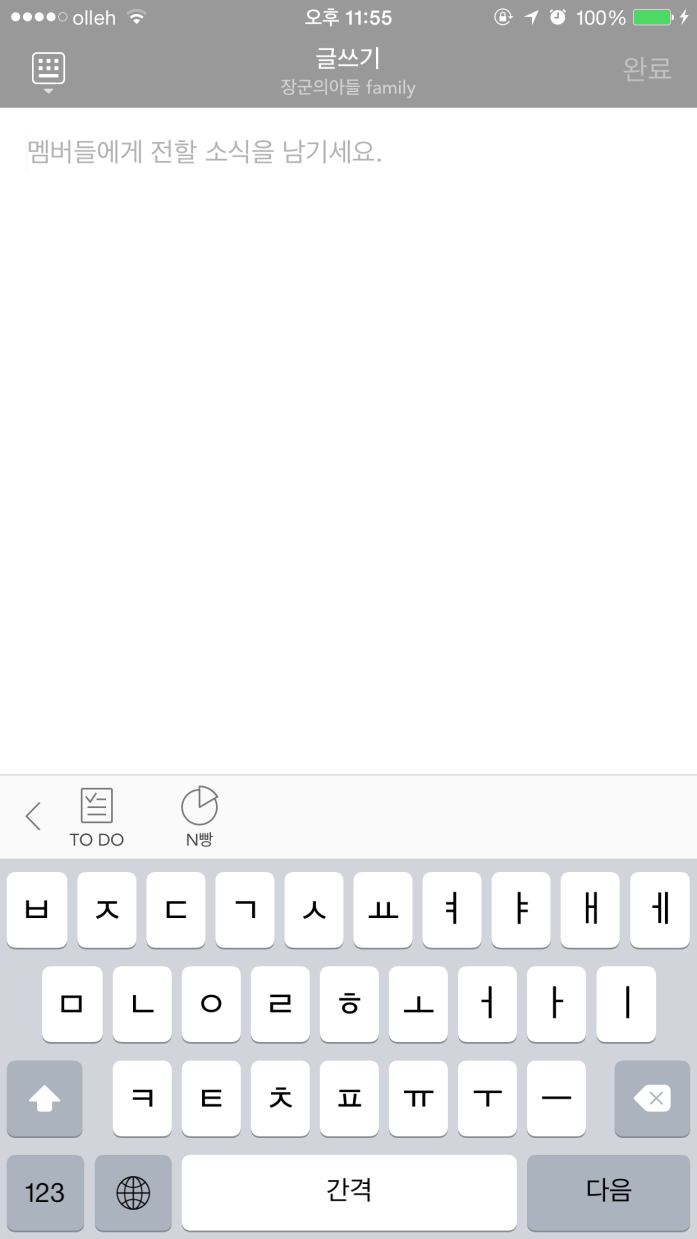 olleh 오후 11:55 100%
글쓰기
장군의아들 family
완료
멤버들에게 전할 소식을 남기세요.
TO DO N빵
ㅂ ㅈ ㄷ ㄱ ㅅ ㅛ ㅕ ㅑ ㅐ ㅔ
ㅁ ㄴ ㅇ ㄹ ㅎ ㅗ ㅓ ㅏ ㅣ
ㅋ ㅌ ㅊ ㅍ ㅠ ㅜ ㅡ
123 간격 다음